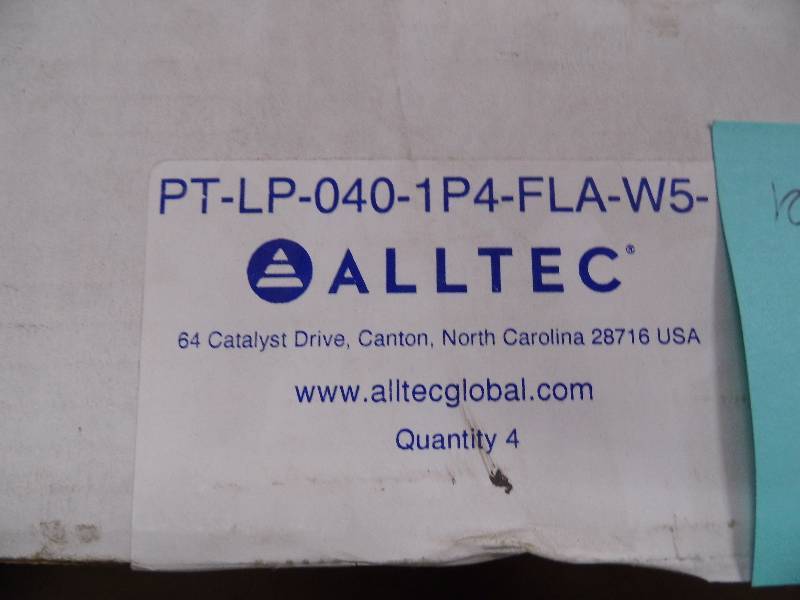 PT-LP-040-1P4-FLA-W5-
ALLTEC®
64 Catalyst Drive, Canton, North Carolina 28716 USA
www.alltecglobal.com
Quantity 4